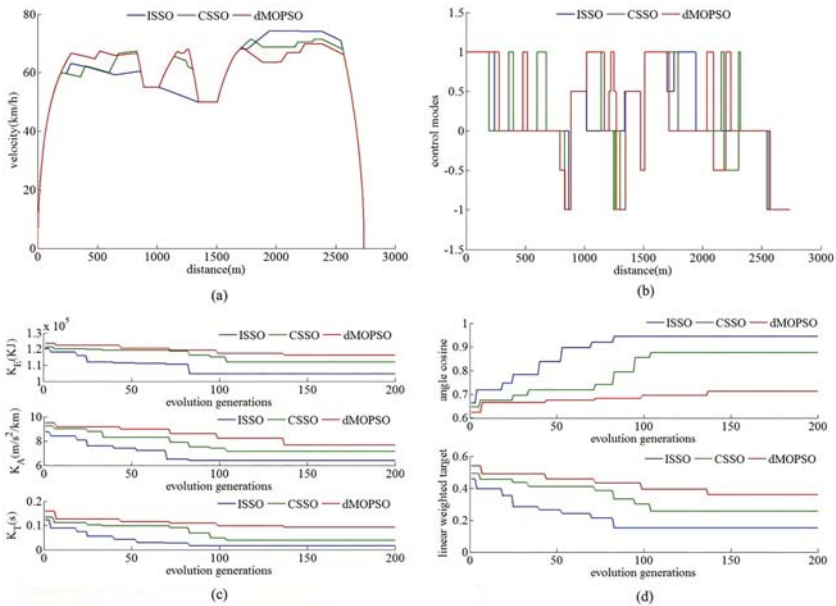 ISSO CSSO dMOPSO
80
60
40
20
0
velocity(km/h)
0 500 1000 1500 2000 2500 3000
distance(m)
(a)
ISSO CSSO dMOPSO
1.5
1
0.5
0
-0.5
-1
-1.5
control modes
0 500 1000 1500 2000 2500 3000
distance(m)
(b)
x 10⁵
ISSO CSSO dMOPSO
1.3
1.2
1.1
1
K_E(KJ)
0 50 100 150 200
evolution generations
ISSO CSSO dMOPSO
10
8
6
K_A(m/s²/km)
0 50 100 150 200
evolution generations
ISSO CSSO dMOPSO
0.2
0.1
0
K_T(s)
0 50 100 150 200
evolution generations
(c)
ISSO CSSO dMOPSO
1
0.9
0.8
0.7
0.6
angle cosine
0 50 100 150 200
evolution generations
ISSO CSSO dMOPSO
0.6
0.4
0.2
0
linear weighted target
0 50 100 150 200
evolution generations
(d)